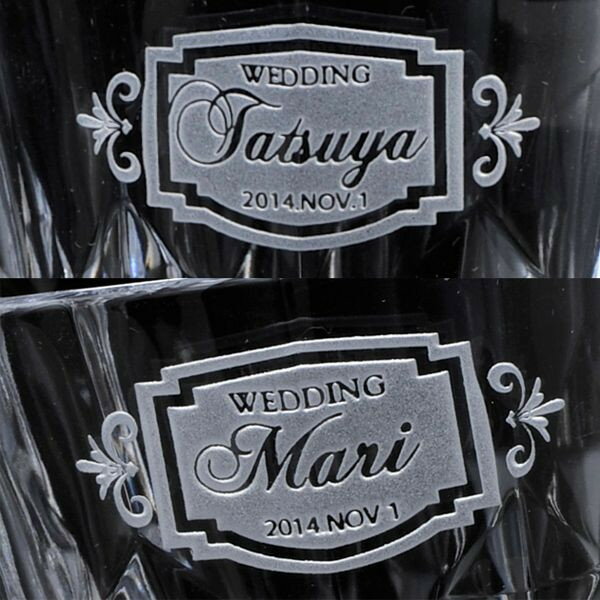 WEDDING
Tatsuya
2014.NOV.1
WEDDING
Mari
2014.NOV 1